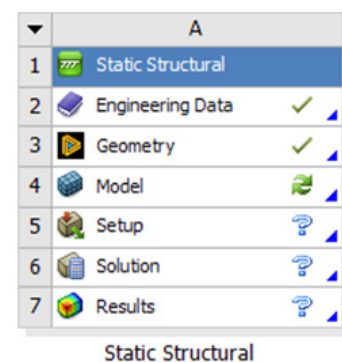 A
1 Static Structural
2 Engineering Data
3 Geometry
4 Model
5 Setup
6 Solution
7 Results
Static Structural